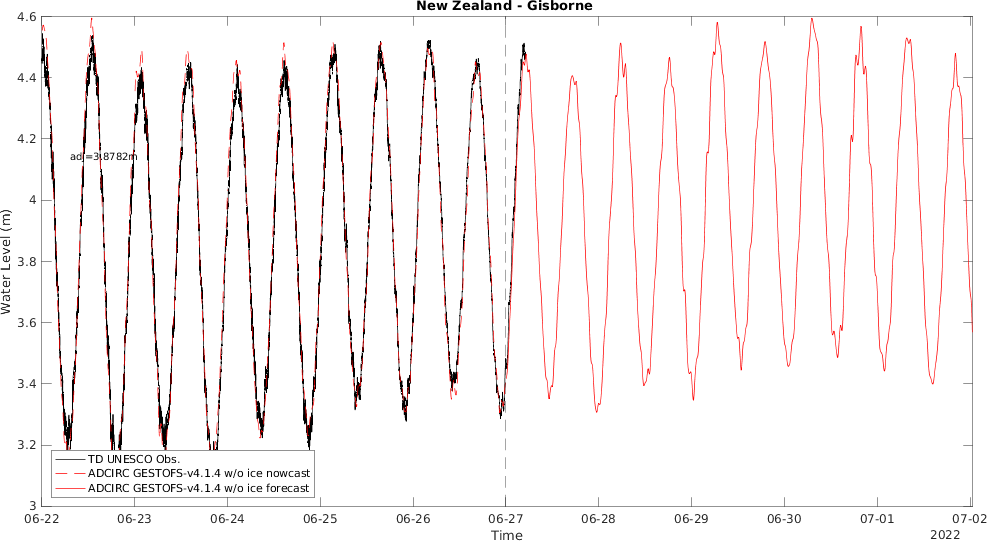 New Zealand - Gisborne
4.6
4.4
4.2
4
3.8
3.6
3.4
3.2
3
Water Level (m)
adj=3.8782m
TD UNESCO Obs.
ADCIRC GESTOFS-v4.1.4 w/o ice nowcast
ADCIRC GESTOFS-v4.1.4 w/o ice forecast
06-22 06-23 06-24 06-25 06-26 06-27 06-28 06-29 06-30 07-01 07-02
Time
2022